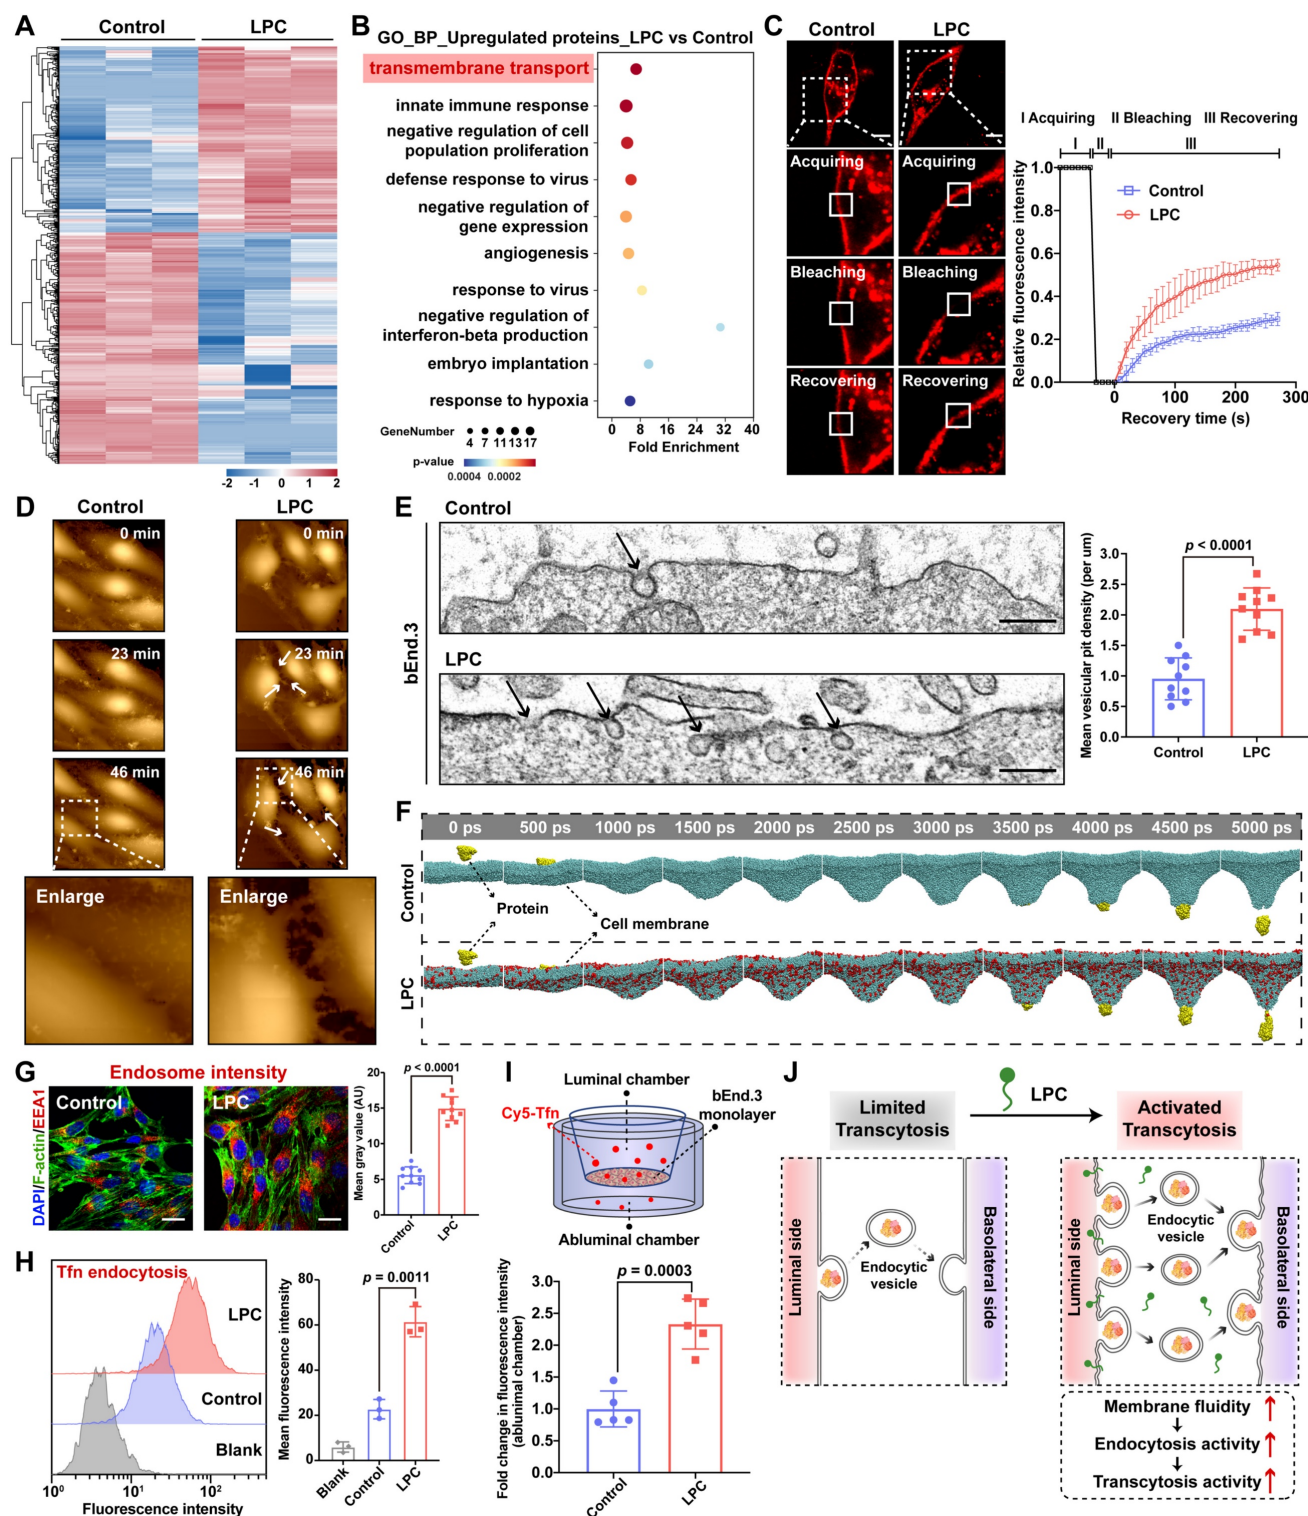 A
Control
LPC
-2 -1 0 1 2
B
GO_BP_Upregulated proteins_LPC vs Control
transmembrane transport
innate immune response
negative regulation of cell
population proliferation
defense response to virus
negative regulation of
gene expression
angiogenesis
response to virus
negative regulation of
interferon-beta production
embryo implantation
response to hypoxia
0 8 16 24 32 40
Fold Enrichment
GeneNumber
4 7 11 13 17
p-value
0.0004 0.0002
C
Control
LPC
Acquiring
Acquiring
Bleaching
Bleaching
Recovering
Recovering
I Acquiring II Bleaching III Recovering
I II III
Relative fluorescence intensity
1.0
0.8
0.6
0.4
0.2
0.0
Control
LPC
0 100 200 300
Recovery time (s)
D
Control
LPC
0 min
0 min
23 min
23 min
46 min
46 min
Enlarge
Enlarge
E
bEnd.3
Control
LPC
Mean vesicular pit density (per um)
p < 0.0001
3.0
2.5
2.0
1.5
1.0
0.5
0.0
Control
LPC
F
0 ps 500 ps 1000 ps 1500 ps 2000 ps 2500 ps 3000 ps 3500 ps 4000 ps 4500 ps 5000 ps
Control
Protein
Cell membrane
LPC
G
Endosome intensity
DAPI/F-actin/EEA1
Control
LPC
Mean gray value (AU)
p < 0.0001
20
15
10
5
0
Control
LPC
H
Tfn endocytosis
LPC
Control
Blank
10⁰ 10¹ 10²
Fluorescence intensity
Mean fluorescence intensity
p = 0.0011
80
60
40
20
0
Blank
Control
LPC
I
Luminal chamber
Cy5-Tfn
bEnd.3
monolayer
Abluminal chamber
Fold change in fluorescence intensity
(ablunimal chamber)
p = 0.0003
3.0
2.5
2.0
1.5
1.0
0.5
0.0
Control
LPC
J
Limited
Transcytosis
LPC
Activated
Transcytosis
Luminal side
Endocytic
vesicle
Basolateral side
Luminal side
Endocytic
vesicle
Basolateral side
Membrane fluidity
Endocytosis activity
Transcytosis activity